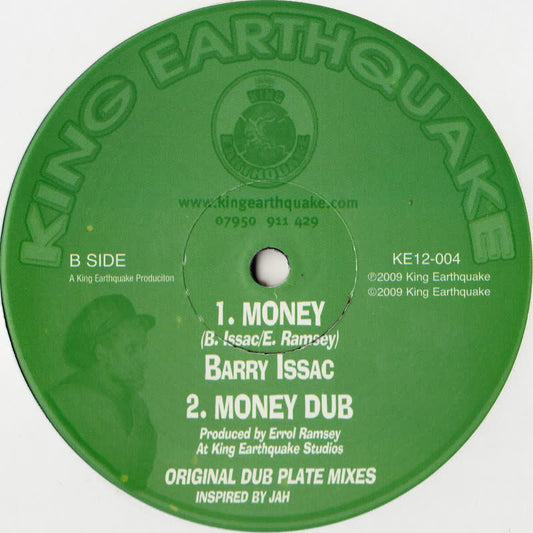 KING EARTHQUAKE
KING
EARTHQUAKE
www.kingearthquake.com
07950 911 429
B SIDE
A King Earthquake Produciton
KE12-004
℗2009 King Earthquake
©2009 King Earthquake
1. MONEY
(B. Issac/E. Ramsey)
BARRY ISSAC
2. MONEY DUB
Produced by Errol Ramsey
At King Earthquake Studios
ORIGINAL DUB PLATE MIXES
INSPIRED BY JAH